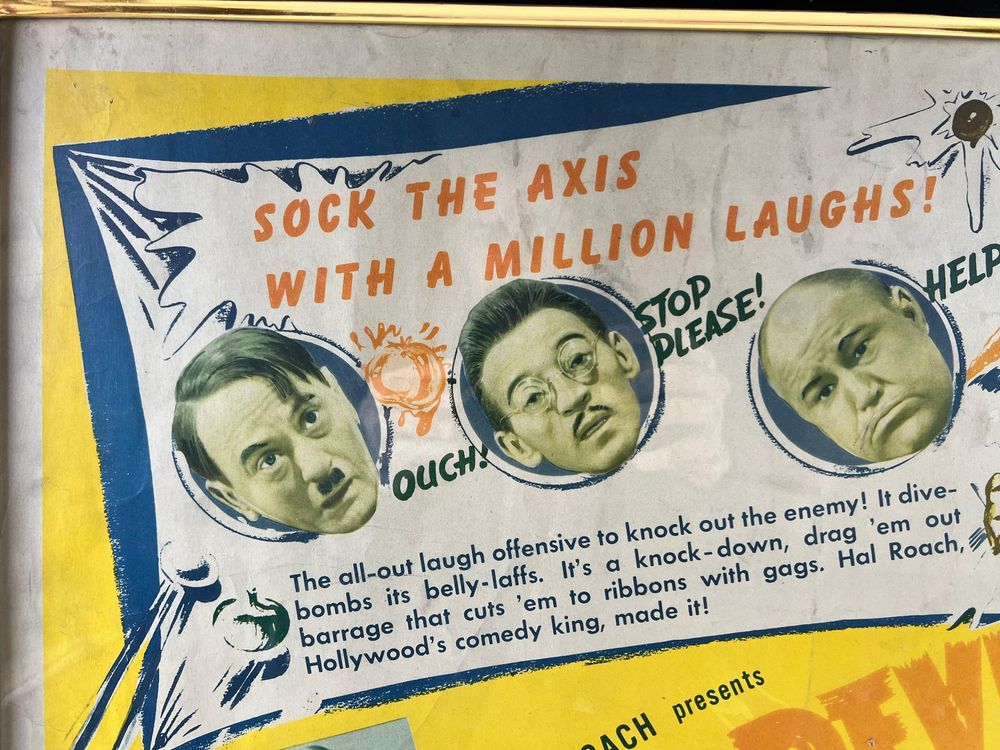 SOCK THE AXIS
WITH A MILLION LAUGHS!
OUCH!
STOP
PLEASE!
HELP
The all-out laugh offensive to knock out the enemy! It dive-
bombs its belly-laffs. It's a knock-down, drag 'em out
barrage that cuts 'em to ribbons with gags. Hal Roach,
Hollywood's comedy king, made it!
OACH presents